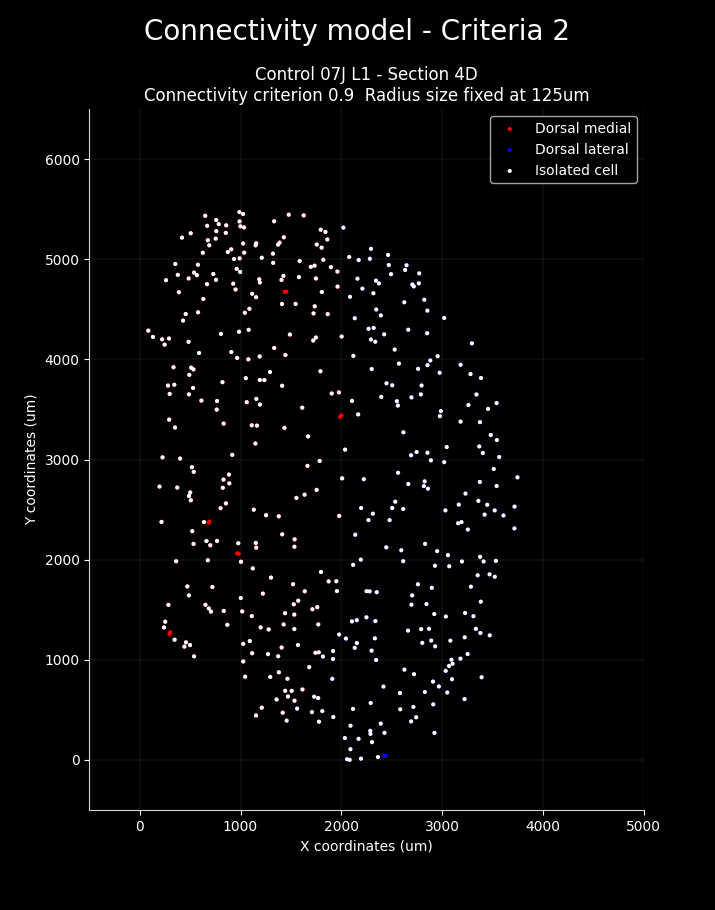 Connectivity model - Criteria 2
Control 07J L1 - Section 4D
Connectivity criterion 0.9  Radius size fixed at 125um
Dorsal medial
Dorsal lateral
Isolated cell
Y coordinates (um)
6000
5000
4000
3000
2000
1000
0
0 1000 2000 3000 4000 5000
X coordinates (um)